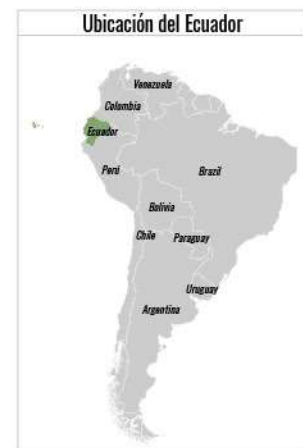 Ubicación del Ecuador
Venezuela
Colombia
Ecuador
Perú
Brazil
Bolivia
Chile
Paraguay
Uruguay
Argentina